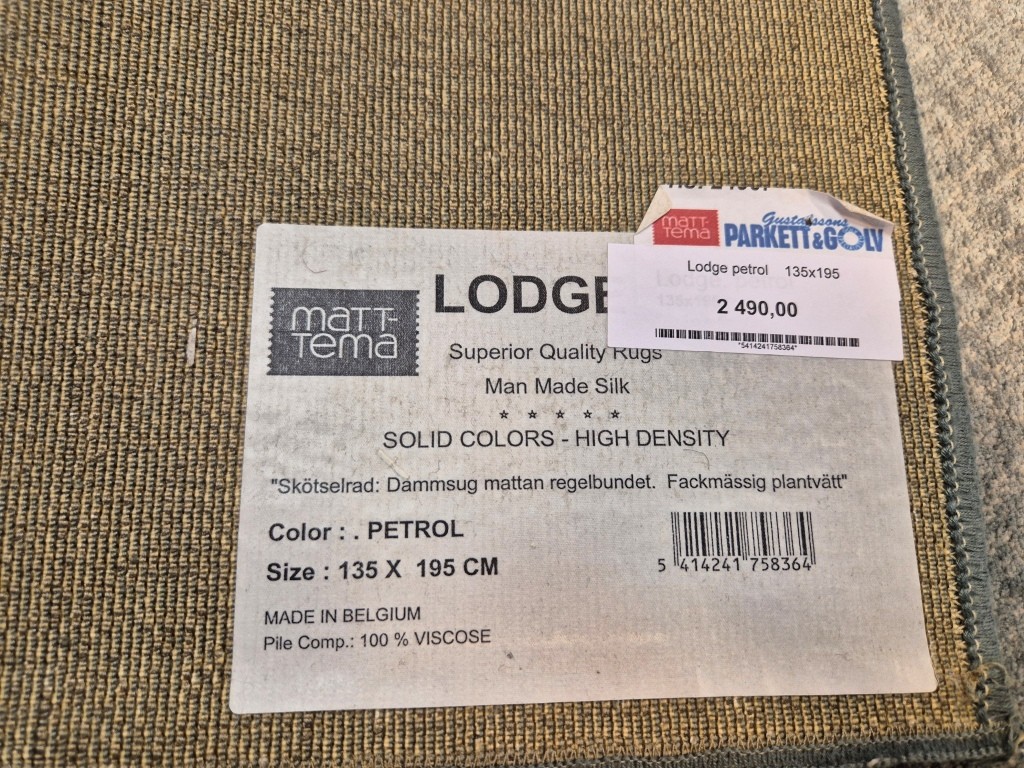 MATT-
TEMA
Gustafssons
PARKETT&GOLV
Lodge petrol 135x195
2 490,00
*5414241758364*
MATT-
TEMA
LODGE
Superior Quality Rugs
Man Made Silk
☆ ☆ ☆ ☆ ☆
SOLID COLORS - HIGH DENSITY
"Skötselrad: Dammsug mattan regelbundet. Fackmässig plantvätt"
Color : . PETROL
Size : 135 X 195 CM
5 414241 758364
MADE IN BELGIUM
Pile Comp.: 100 % VISCOSE